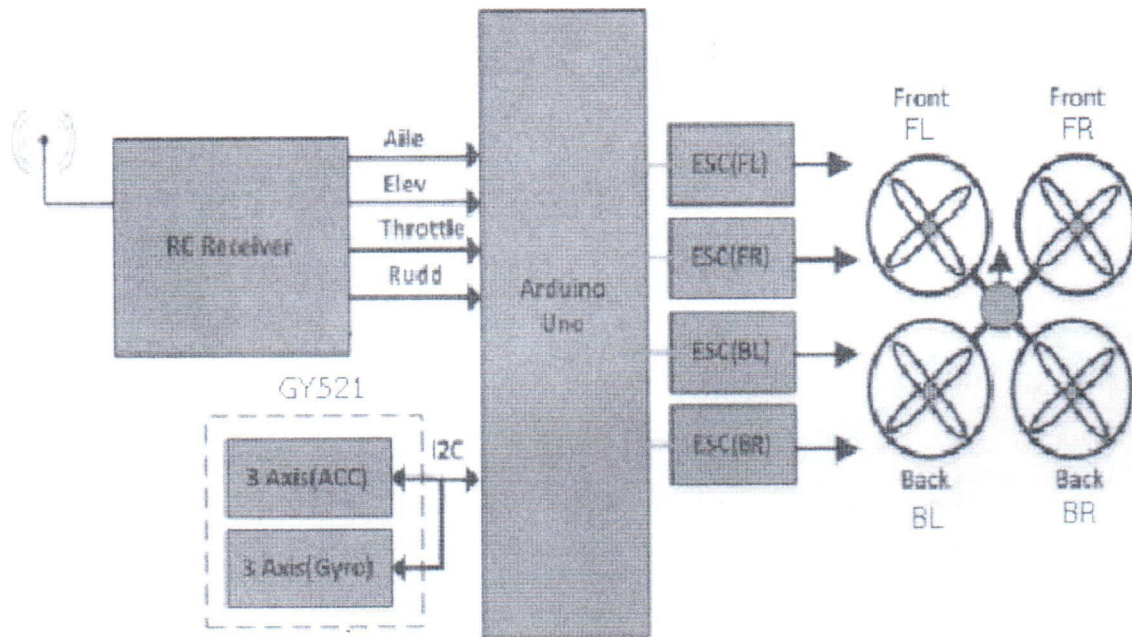 RC Receiver
Aile
Elev
Throttle
Rudd
GY521
3 Axis(ACC)
3 Axis(Gyro)
I2C
Arduino
Uno
ESC(FL)
ESC(FR)
ESC(BL)
ESC(BR)
Front
FL
Front
FR
Back
BL
Back
BR